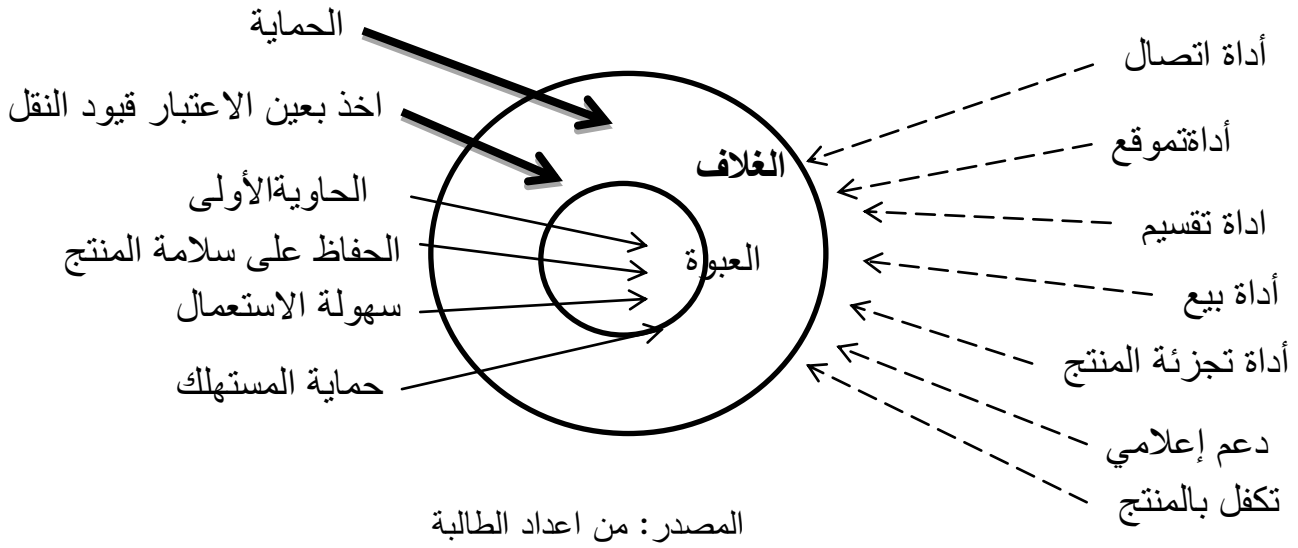 الحماية
اخذ بعين الاعتبار قيود النقل
الحاويةالأولى
الحفاظ على سلامة المنتج
سهولة الاستعمال
حماية المستهلك
الغلاف
العبوة
أداة اتصال
أداةتموقع
اداة تقسيم
أداة بيع
أداة تجزئة المنتج
دعم إعلامي
تكفل بالمنتج
المصدر: من اعداد الطالبة